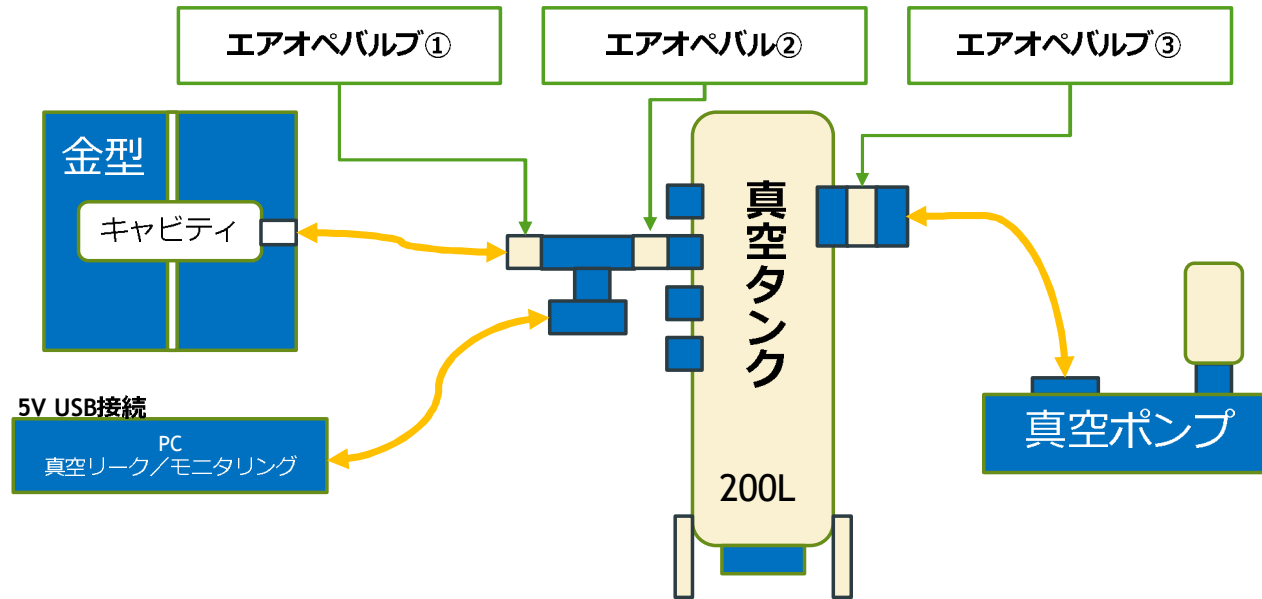 エアオペバルブ①
エアオペバル②
エアオペバルブ③
金型
キャビティ
真空タンク
200L
5V USB接続
PC
真空リーク／モニタリング
真空ポンプ